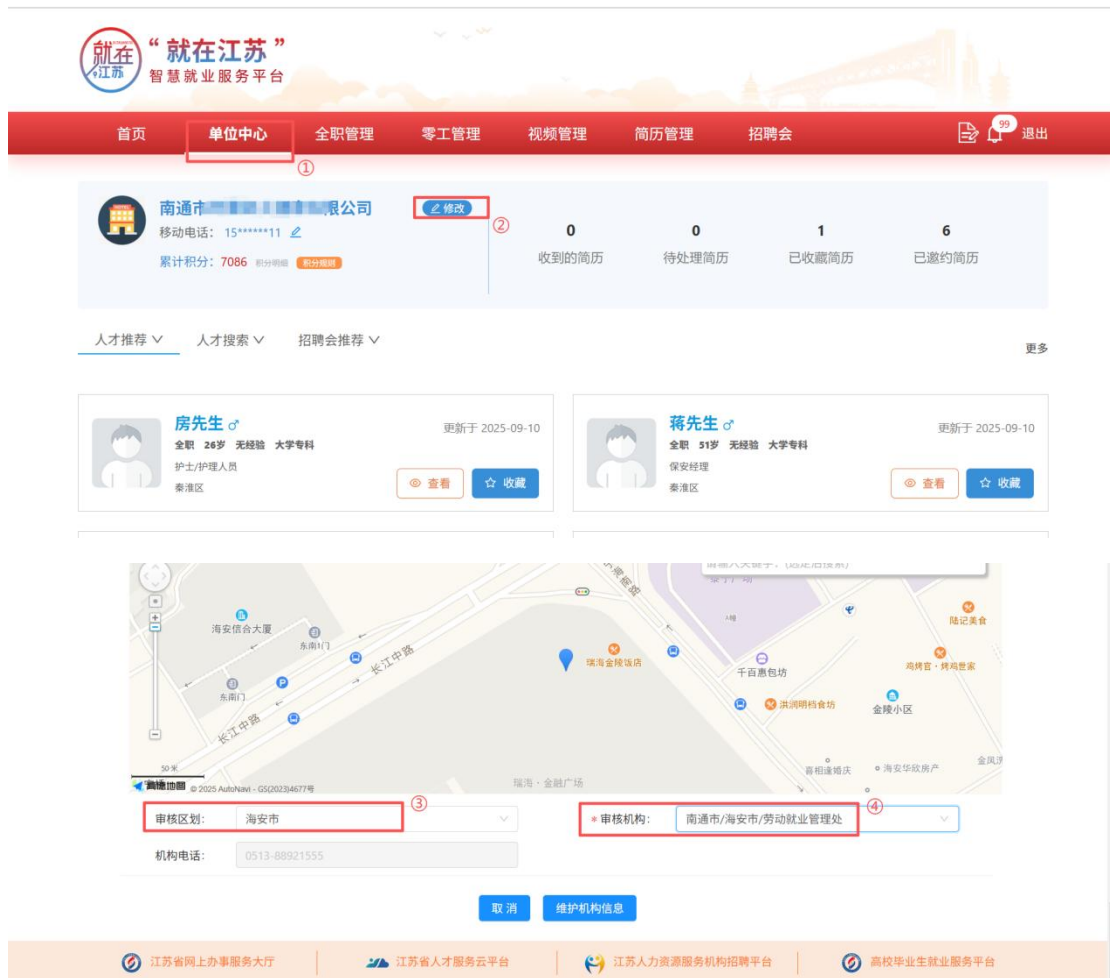 就在
江苏
“就在江苏”
智慧就业服务平台
首页 单位中心 全职管理 零工管理 视频管理 简历管理 招聘会 99 退出
①
南通市 限公司 修改
②
移动电话： 15******11
累计积分：7086 积分明细 积分规则
0 0 1 6
收到的简历 待处理简历 已收藏简历 已邀约简历
人才推荐 人才搜索 招聘会推荐
更多
房先生♂ 更新于 2025-09-10
全职 26岁 无经验 大学专科
护士/护理人员
秦淮区
查看 收藏
蒋先生♂ 更新于 2025-09-10
全职 51岁 无经验 大学专科
保安经理
秦淮区
查看 收藏
海安信合大厦
东南1门
东南门
长江中路
长江中路
瑞海金陵饭店
千百惠包坊
陆记美食
鸡烤官·烤鸡世家
洪润明档食坊
金陵小区
喜相逢婚庆
海安华欣房产
瑞海·金融广场
50米
高德地图 © 2025 AutoNavi - GS(2023)4677号
③
审核区划： 海安市
④
*审核机构： 南通市/海安市/劳动就业管理处
机构电话： 0513-88921555
取 消 维护机构信息
江苏省网上办事服务大厅 江苏省人才服务云平台 江苏人力资源服务机构招聘平台 高校毕业生就业服务平台